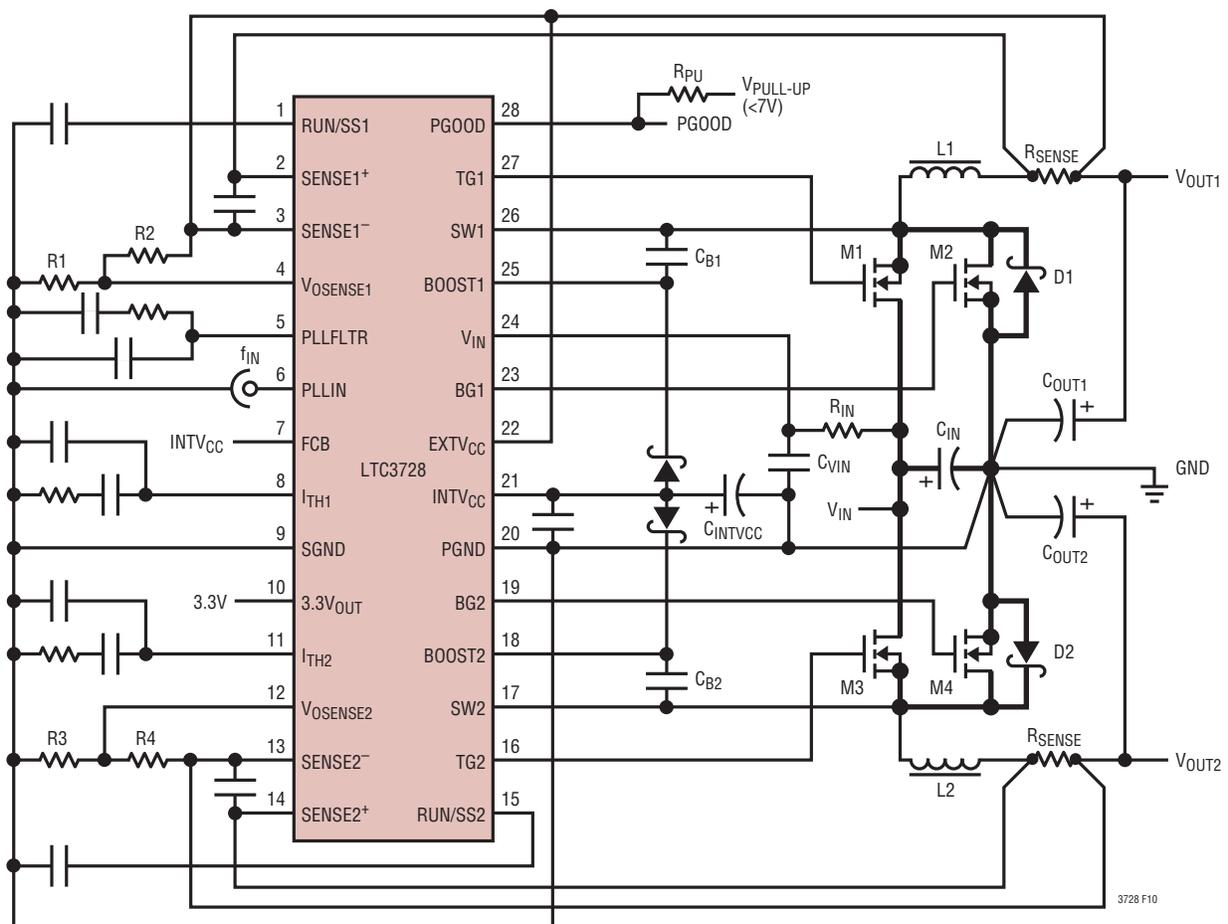 RPU
VPULL-UP
(<7V)
1
RUN/SS1
PGOOD
28
PGOOD
2
SENSE1+
TG1
27
L1
RSENSE
VOUT1
3
SENSE1–
SW1
26
R2
CB1
M1
M2
D1
R1
4
VOSENSE1
BOOST1
25
5
PLLFLTR
VIN
24
fIN
6
PLLIN
BG1
23
RIN
COUT1
+
INTVCC
7
FCB
EXTVCC
22
CVIN
CIN
+
GND
LTC3728
8
ITH1
INTVCC
21
+
CINTVCC
VIN
+
COUT2
9
SGND
PGND
20
3.3V
10
3.3VOUT
BG2
19
11
ITH2
BOOST2
18
CB2
M3
M4
D2
12
VOSENSE2
SW2
17
R3
R4
13
SENSE2–
TG2
16
L2
RSENSE
VOUT2
14
SENSE2+
RUN/SS2
15
3728 F10